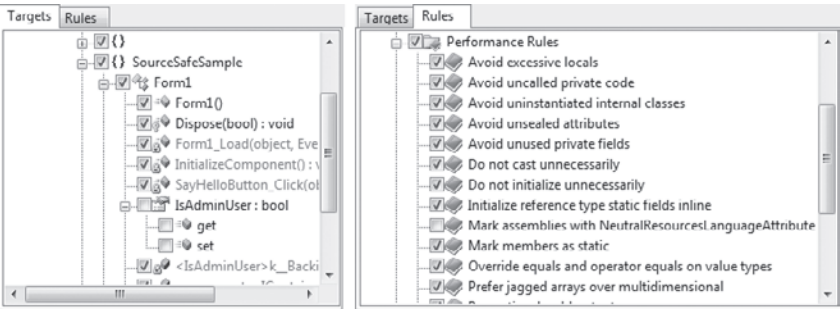 Targets Rules
{}
{} SourceSafeSample
Form1
Form1()
Dispose(bool) : void
Form1_Load(object, Eve
InitializeComponent() : v
SayHelloButton_Click(ob
IsAdminUser : bool
get
set
<IsAdminUser>k__Backi
Targets Rules
Performance Rules
Avoid excessive locals
Avoid uncalled private code
Avoid uninstantiated internal classes
Avoid unsealed attributes
Avoid unused private fields
Do not cast unnecessarily
Do not initialize unnecessarily
Initialize reference type static fields inline
Mark assemblies with NeutralResourcesLanguageAttribute
Mark members as static
Override equals and operator equals on value types
Prefer jagged arrays over multidimensional